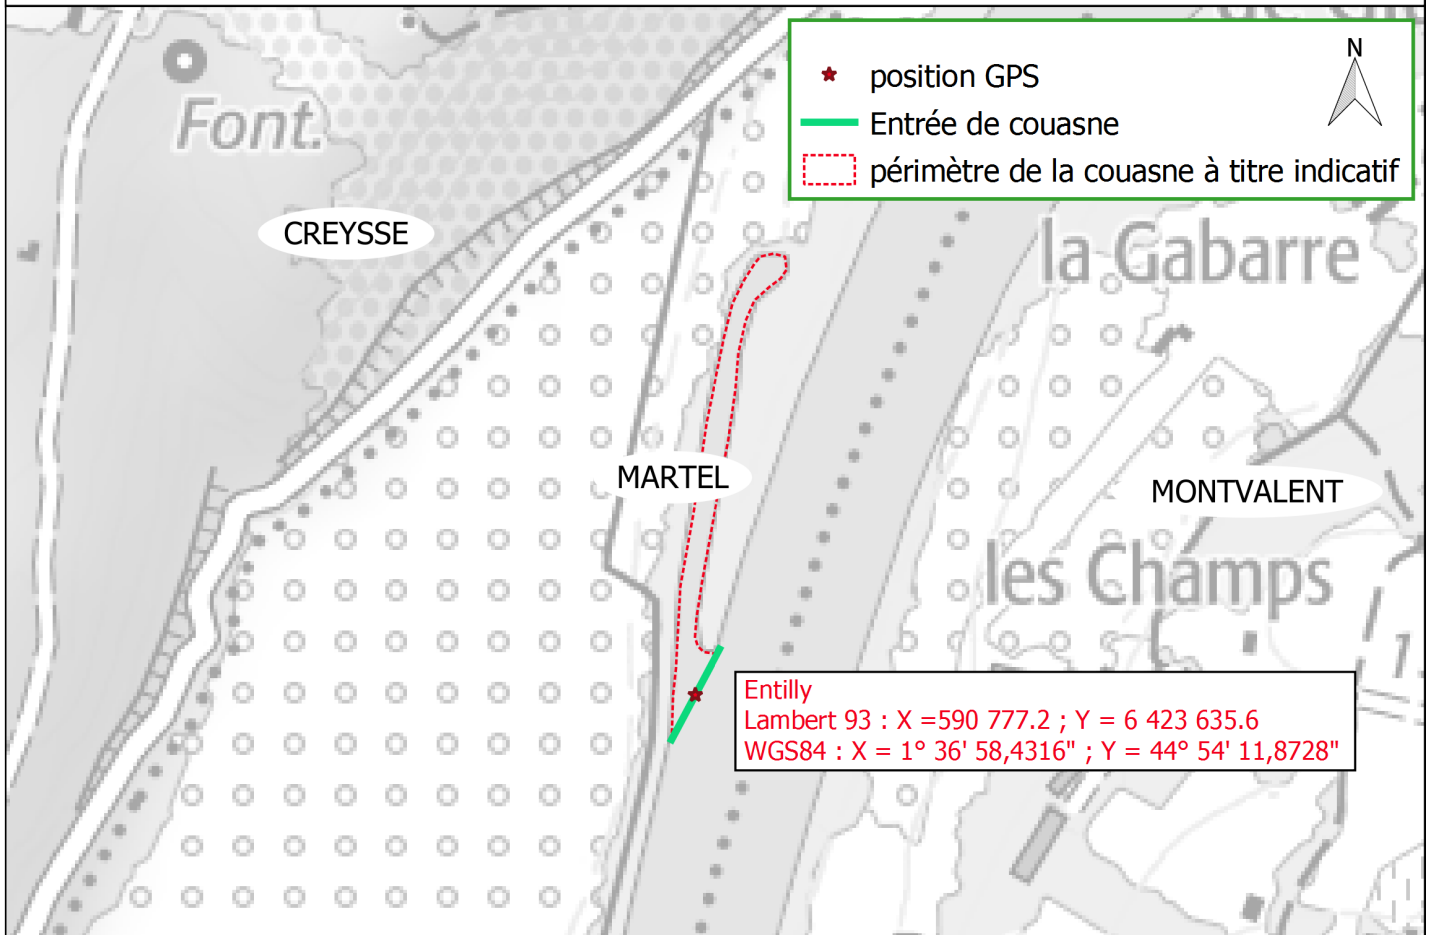 N
position GPS
Entrée de couasne
périmètre de la couasne à titre indicatif
Font.
CREYSSE
la Gabarre
MARTEL
MONTVALENT
les Champs
1
Entilly
Lambert 93 : X =590 777.2 ; Y = 6 423 635.6
WGS84 : X = 1° 36' 58,4316" ; Y = 44° 54' 11,8728"